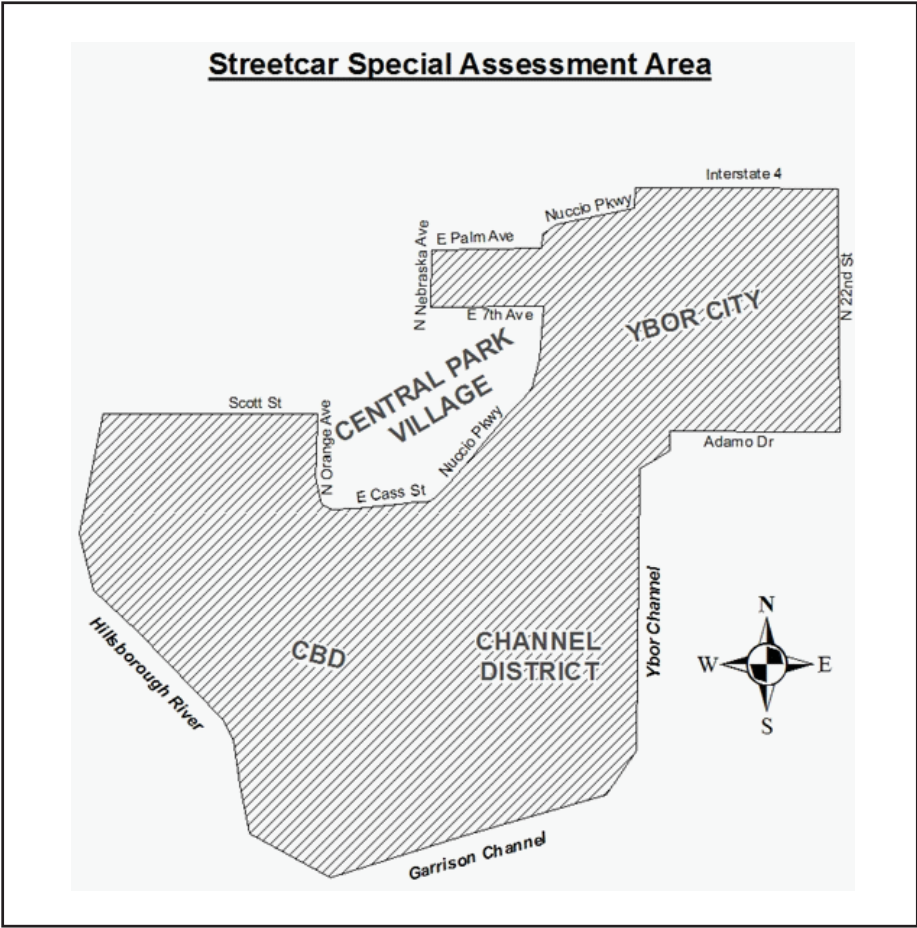 Streetcar Special Assessment Area
Interstate 4
Nuccio Pkwy
E Palm Ave
N Nebraska Ave
N 22nd St
E 7th Ave
YBOR CITY
CENTRAL PARK
VILLAGE
Scott St
N Orange Ave
Nuccio Pkwy
Adamo Dr
E Cass St
Ybor Channel
N
W
E
S
CHANNEL
DISTRICT
CBD
Hillsborough River
Garrison Channel